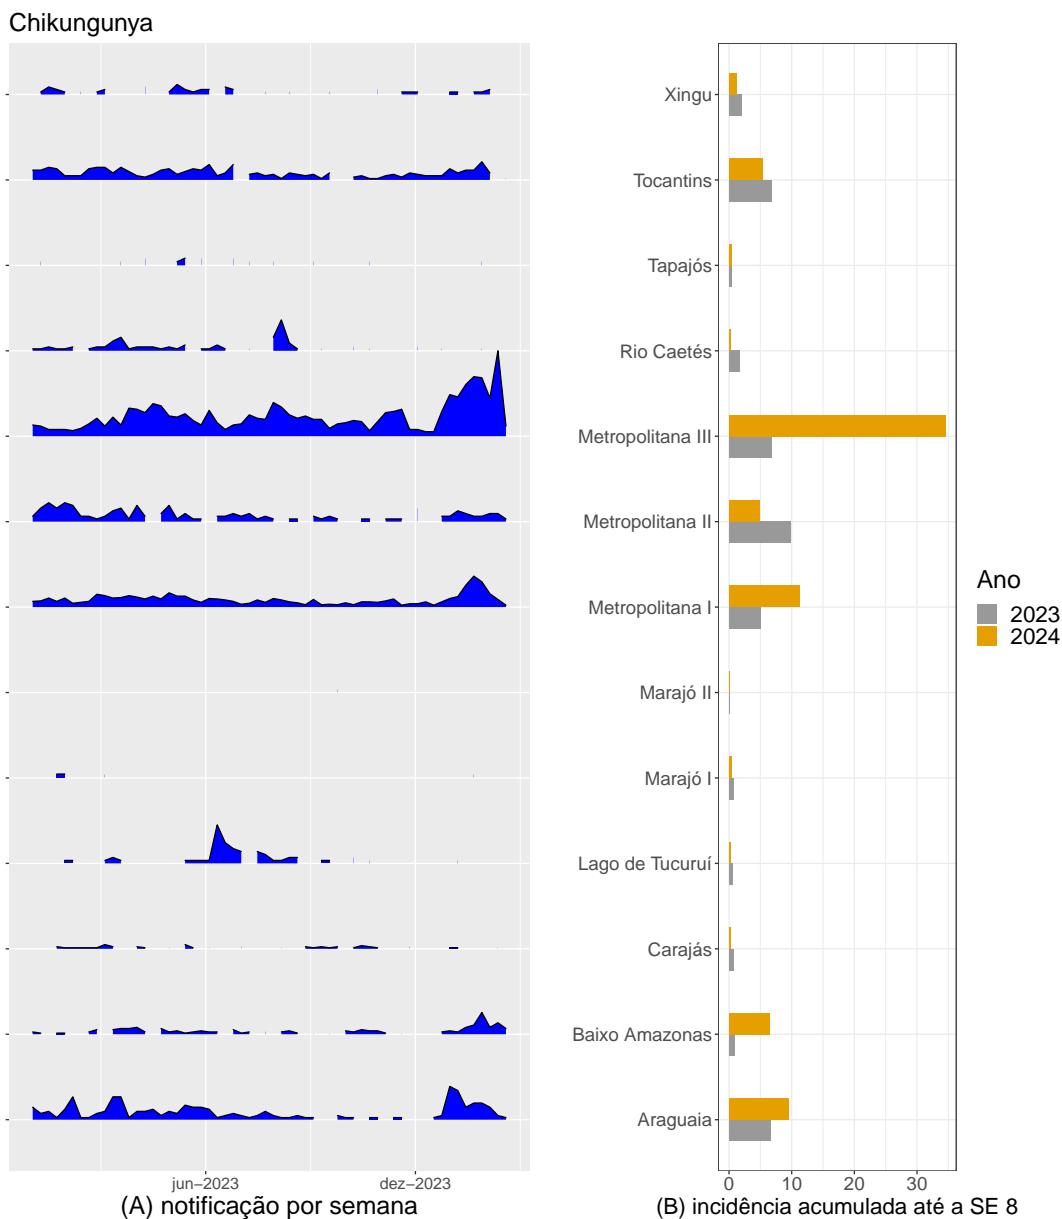 Chikungunya
Xingu
Tocantins
Tapajós
Rio Caetés
Metropolitana III
Metropolitana II
Metropolitana I
Marajó II
Marajó I
Lago de Tucuruí
Carajás
Baixo Amazonas
Araguaia
jun−2023
dez−2023
(A) notificação por semana
0
10
20
30
(B) incidência acumulada até a SE 8
Ano
2023
2024